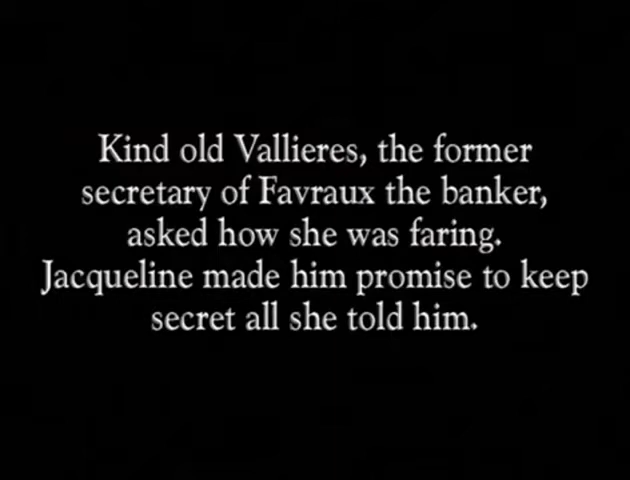 Kind old Vallieres, the former
secretary of Favraux the banker,
asked how she was faring.
Jacqueline made him promise to keep
secret all she told him.